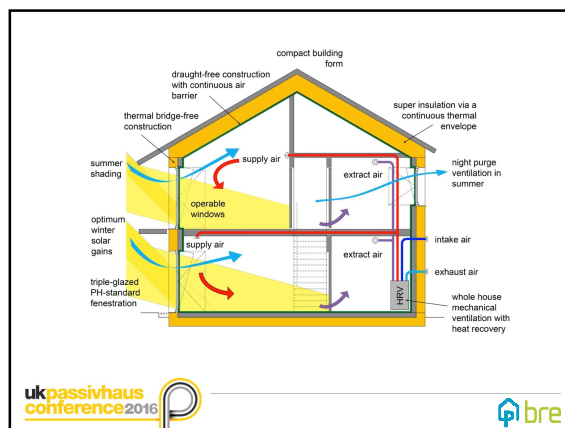 compact building
form
draught-free construction
with continuous air
barrier
super insulation via a
continuous thermal
envelope
thermal bridge-free
construction
summer
shading
supply air
extract air
night purge
ventilation in
summer
operable
windows
optimum
winter
solar
gains
supply air
extract air
intake air
exhaust air
triple-glazed
PH-standard
fenestration
HRV
whole house
mechanical
ventilation with
heat recovery
ukpassivhaus
conference2016
bre